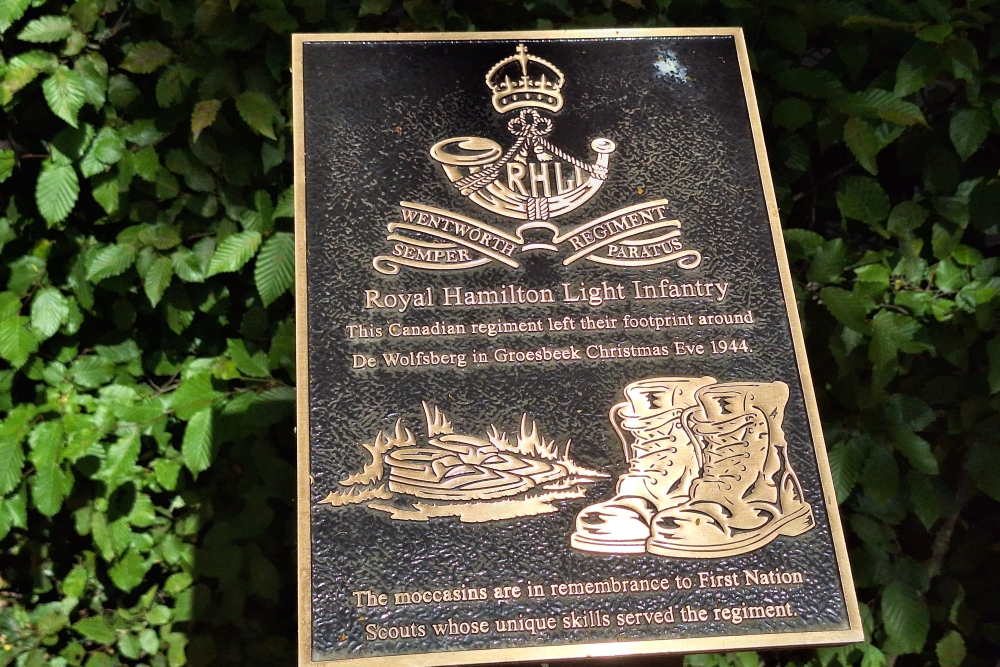 RHLI
WENTWORTH REGIMENT
SEMPER PARATUS
Royal Hamilton Light Infantry
This Canadian regiment left their footprint around
De Wolfsberg in Groesbeek Christmas Eve 1944.
The moccasins are in remembrance to First Nation
Scouts whose unique skills served the regiment.